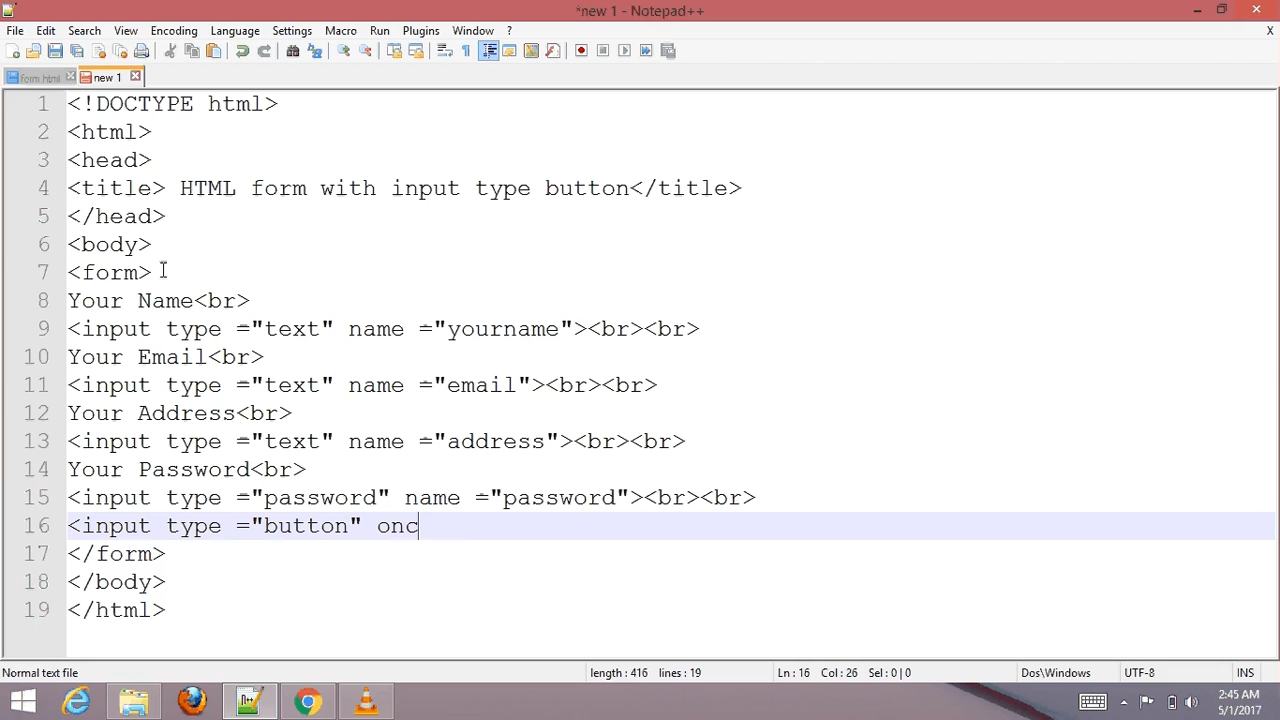 *new 1 - Notepad++
File Edit Search View Encoding Language Settings Macro Run Plugins Window ? X
form.html new 1
1 <!DOCTYPE html>
2 <html>
3 <head>
4 <title> HTML form with input type button</title>
5 </head>
6 <body>
7 <form>
8 Your Name<br>
9 <input type ="text" name ="yourname"><br><br>
10 Your Email<br>
11 <input type ="text" name ="email"><br><br>
12 Your Address<br>
13 <input type ="text" name ="address"><br><br>
14 Your Password<br>
15 <input type ="password" name ="password"><br><br>
16 <input type ="button" onc
17 </form>
18 </body>
19 </html>
Normal text file length : 416 lines : 19 Ln : 16 Col : 26 Sel : 0 | 0 Dos\Windows UTF-8 INS
2:45 AM
5/1/2017